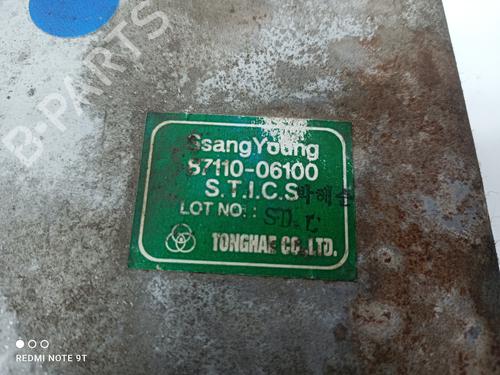 B-PARTS
SsangYoung
87110-06100
S.T.I.C.S
LOT NO. :
TONGHAE CO.,LTD.
REDMI NOTE 9T